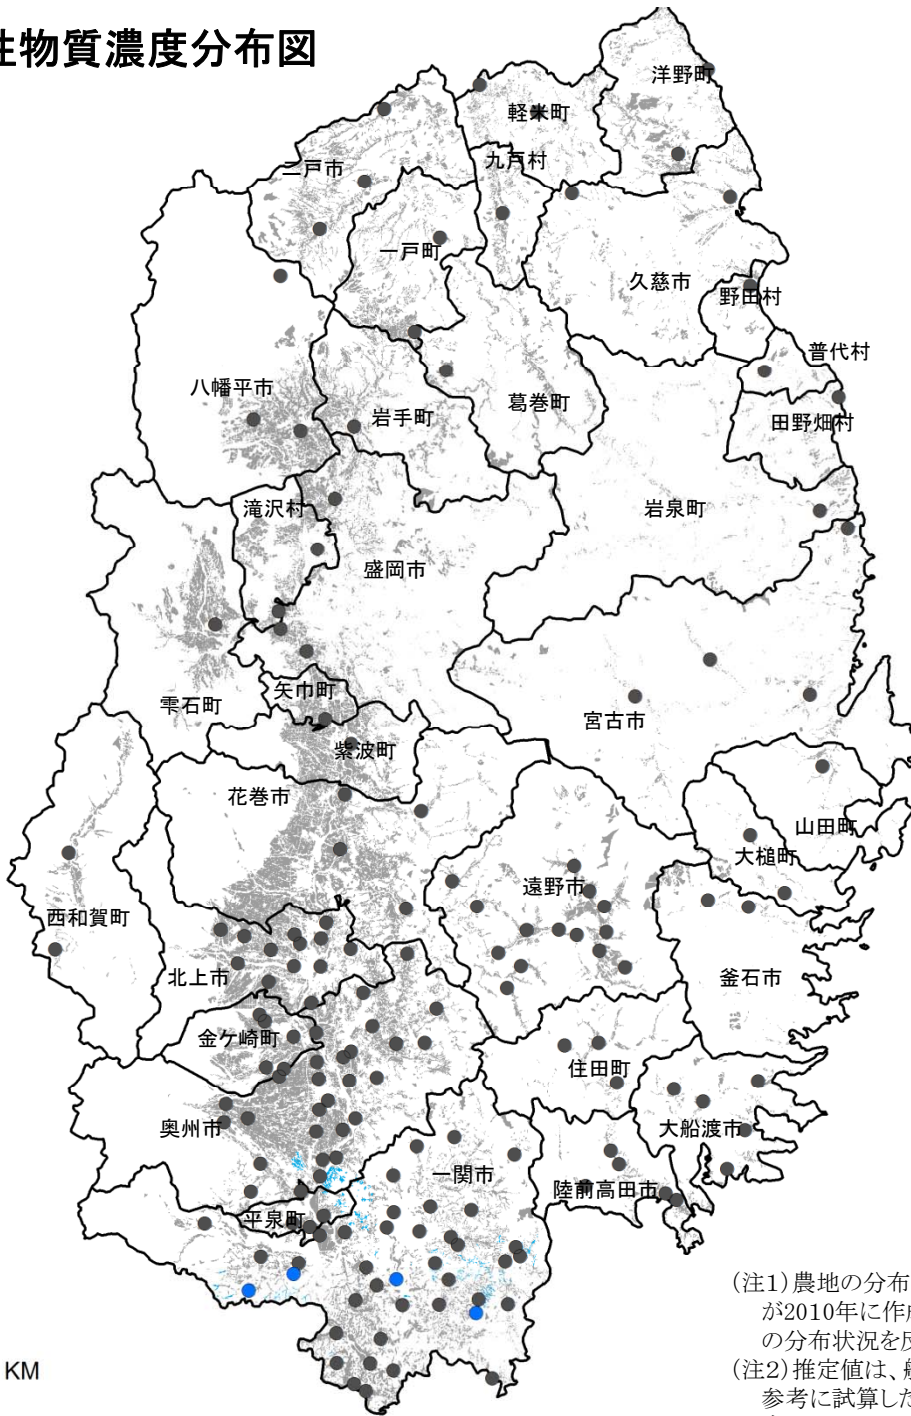 性物質濃度分布図
洋野町
軽米町
九戸村
二戸市
一戸町
久慈市
野田村
普代村
八幡平市
岩手町
葛巻町
田野畑村
滝沢村
岩泉町
盛岡市
雫石町
矢巾町
宮古市
紫波町
花巻市
山田町
大槌町
遠野市
西和賀町
北上市
釜石市
金ケ崎町
住田町
奥州市
大船渡市
一関市
陸前高田市
平泉町
(注1)農地の分布
が2010年に作成
の分布状況を反
KM
(注2)推定値は、
参考に試算した